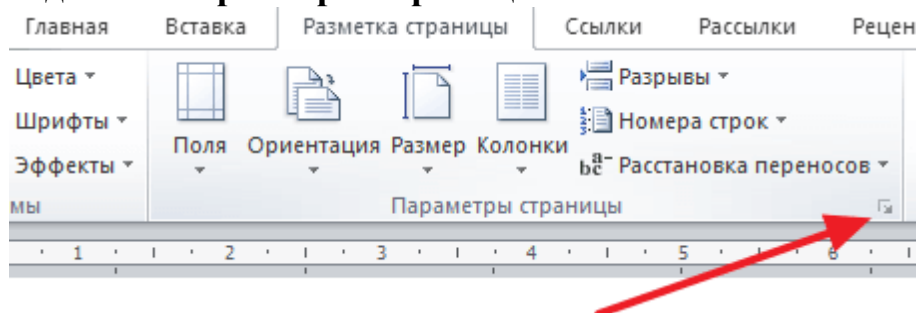 Главная Вставка Разметка страницы Ссылки Рассылки Рецен
Цвета
Шрифты
Эффекты
Поля Ориентация Размер Колонки
Разрывы
Номера строк
Расстановка переносов
мы Параметры страницы
1 2 3 4 5 6